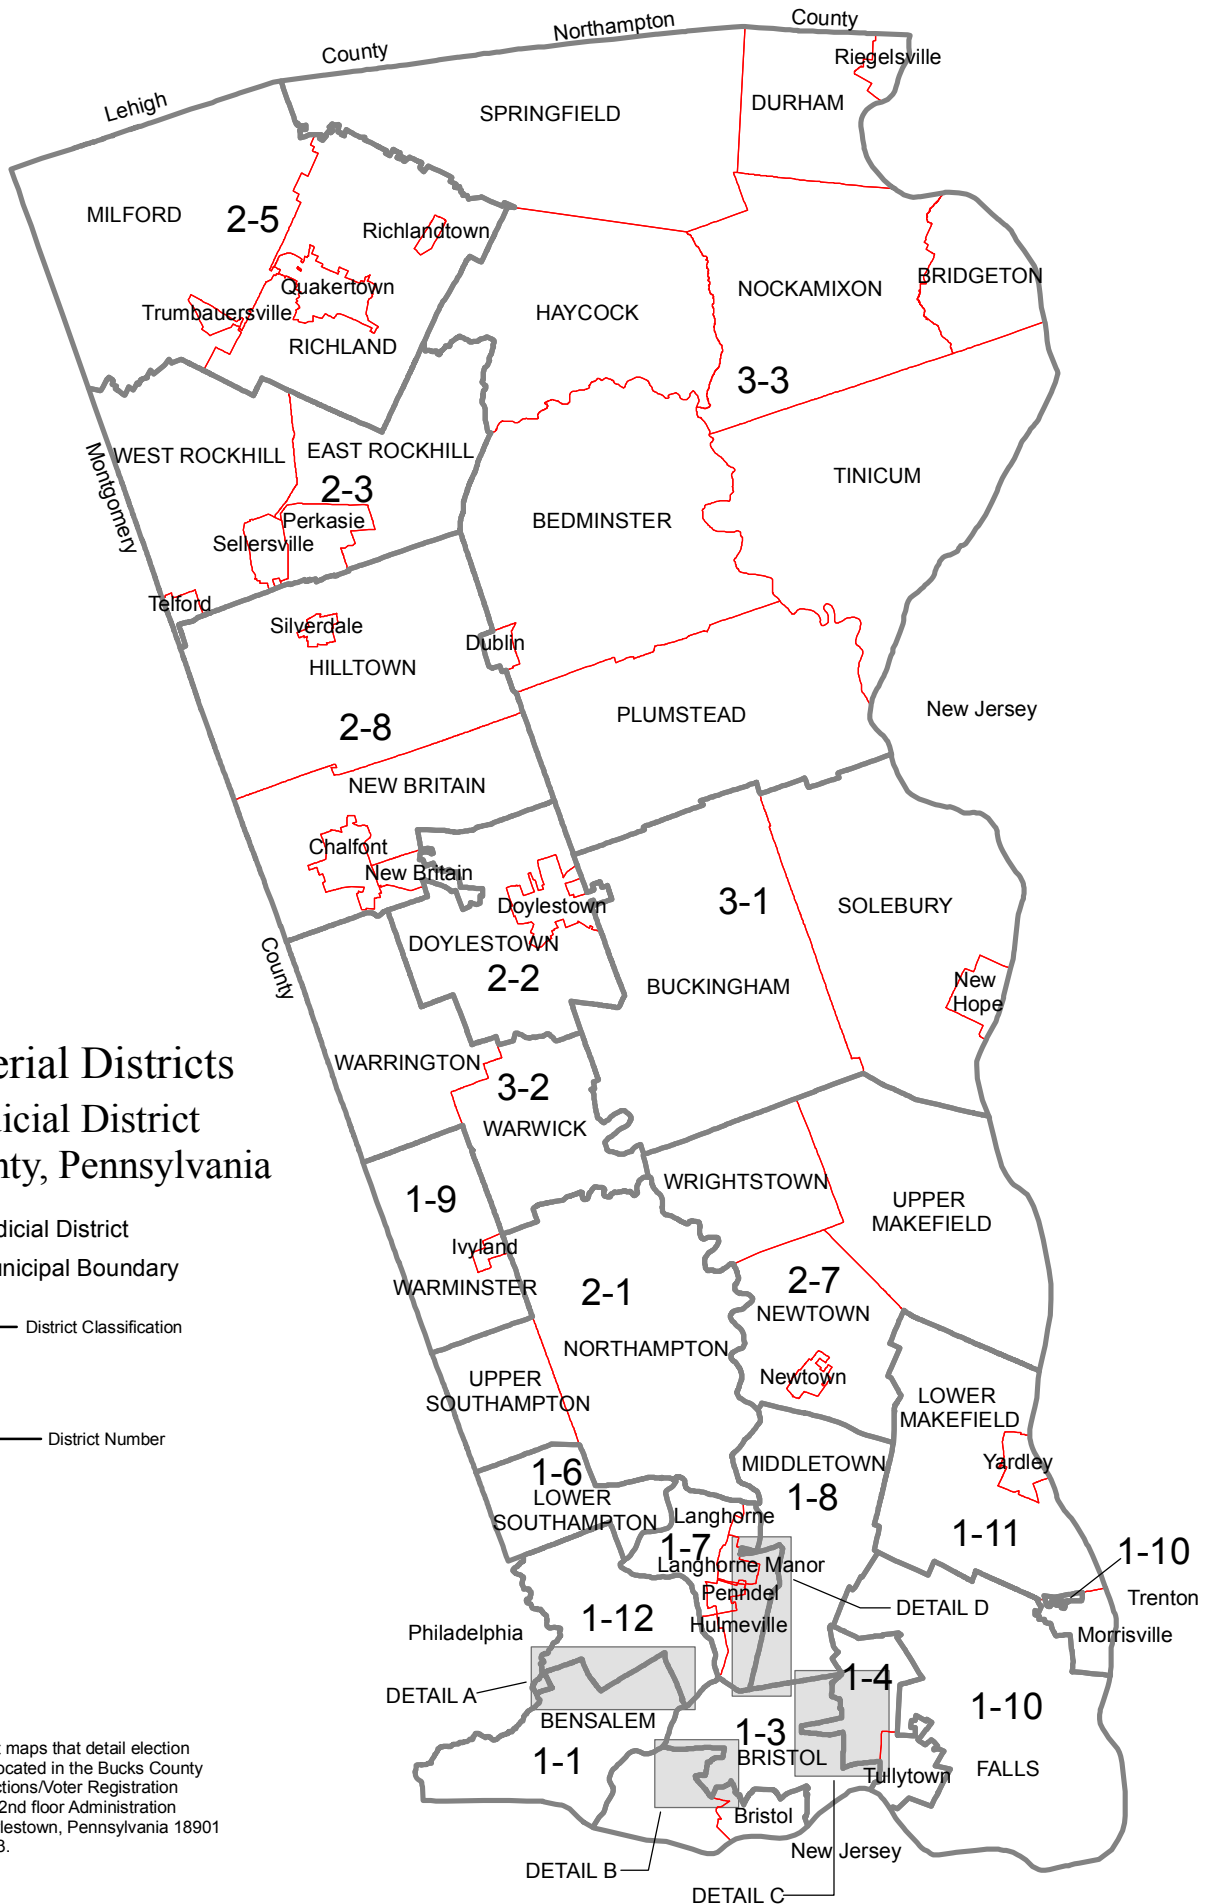 County
Northampton
County
Lehigh
Riegelsville
DURHAM
SPRINGFIELD
MILFORD
2-5
Richlandtown
Quakertown
Trumbauersville
RICHLAND
HAYCOCK
NOCKAMIXON
BRIDGETON
3-3
Montgomery
WEST ROCKHILL
EAST ROCKHILL
2-3
Perkasie
Sellersville
TINICUM
BEDMINSTER
Telford
Silverdale
HILLTOWN
Dublin
2-8
PLUMSTEAD
New Jersey
NEW BRITAIN
Chalfont
New Britain
Doylestown
DOYLESTOWN
2-2
3-1
SOLEBURY
BUCKINGHAM
New
Hope
County
WARRINGTON
3-2
WARWICK
erial Districts
licial District
nty, Pennsylvania
dicial District
unicipal Boundary
District Classification
District Number
1-9
Ivyland
WARMINSTER
WRIGHTSTOWN
UPPER
MAKEFIELD
2-1
NORTHAMPTON
2-7
NEWTOWN
Newtown
UPPER
SOUTHAMPTON
LOWER
MAKEFIELD
Yardley
1-6
LOWER
SOUTHAMPTON
MIDDLETOWN
1-8
Langhorne
1-7
Langhorne Manor
Penndel
Hulmeville
1-11
1-10
Trenton
Morrisville
DETAIL D
1-12
Philadelphia
DETAIL A
BENSALEM
1-1
1-4
1-3
BRISTOL
Tullytown
1-10
FALLS
Bristol
New Jersey
DETAIL B
DETAIL C
t maps that detail election
ocated in the Bucks County
ctions/Voter Registration
2nd floor Administration
lestown, Pennsylvania 18901
3.